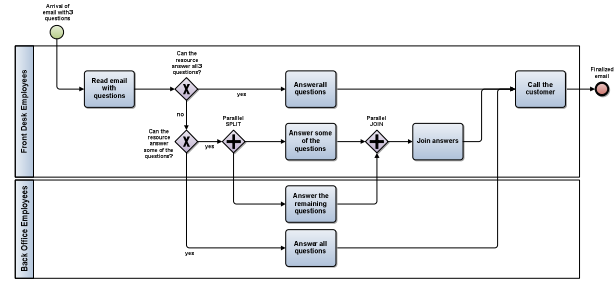 Arrival of
email with3
questions
Can the
resource
answer all3
questions?
Finalized
email
Front Desk Employees
Read email
with
questions
X
yes
Answerall
questions
Call the
customer
no
Can the
resource
answer
some of the
questions?
X
yes
Parallel
SPLIT
Answer some
of the
questions
Parallel
JOIN
Join answers
Back Office Employees
Answer the
remaining
questions
yes
Answer all
questions